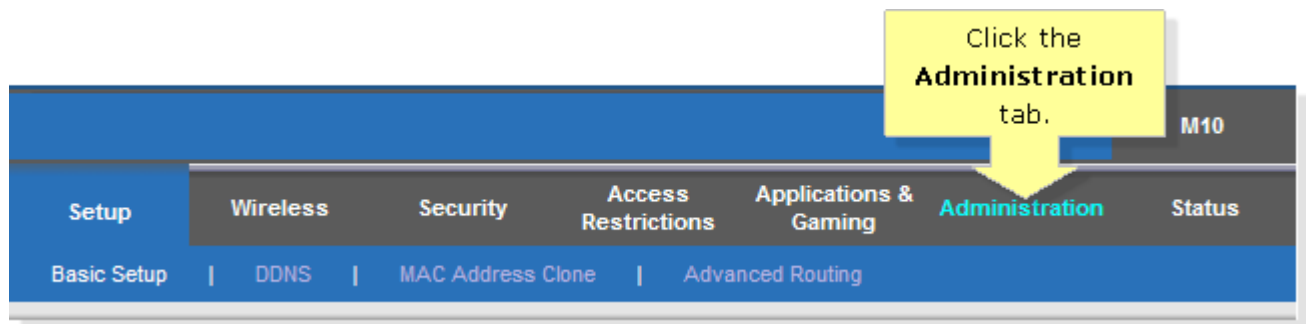 Click the
Administration
tab.
M10
Setup
Wireless
Security
Access
Restrictions
Applications &
Gaming
Administration
Status
Basic Setup | DDNS | MAC Address Clone | Advanced Routing